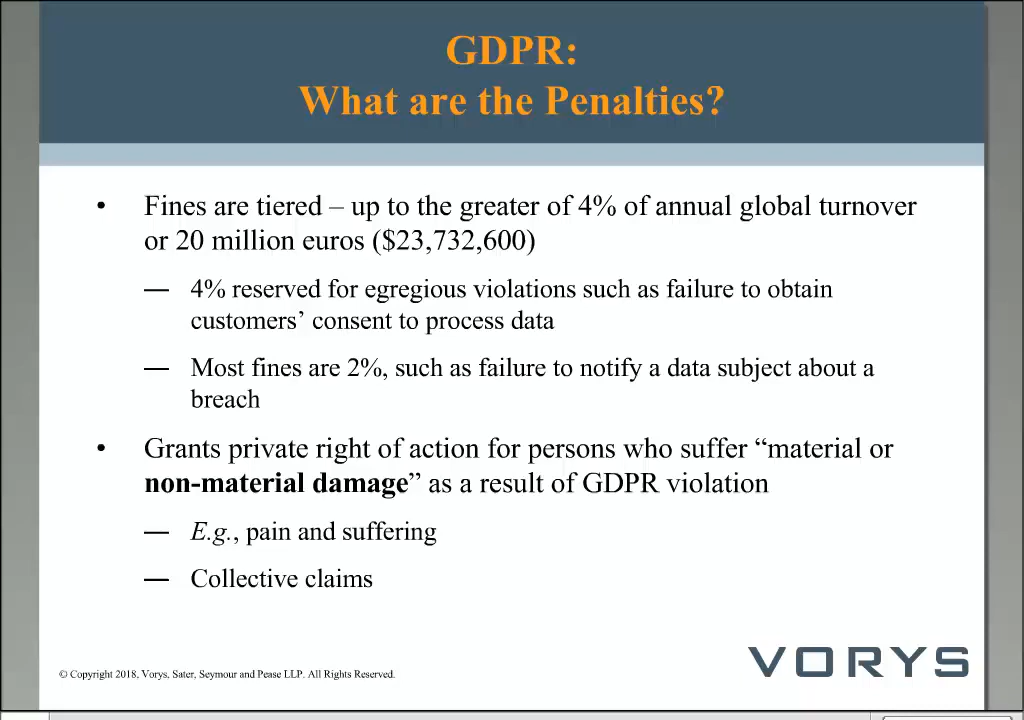 GDPR:
What are the Penalties?
• Fines are tiered – up to the greater of 4% of annual global turnover
or 20 million euros ($23,732,600)
— 4% reserved for egregious violations such as failure to obtain
customers’ consent to process data
— Most fines are 2%, such as failure to notify a data subject about a
breach
• Grants private right of action for persons who suffer “material or
non-material damage” as a result of GDPR violation
— E.g., pain and suffering
— Collective claims
© Copyright 2018, Vorys, Sater, Seymour and Pease LLP. All Rights Reserved.
VORYS